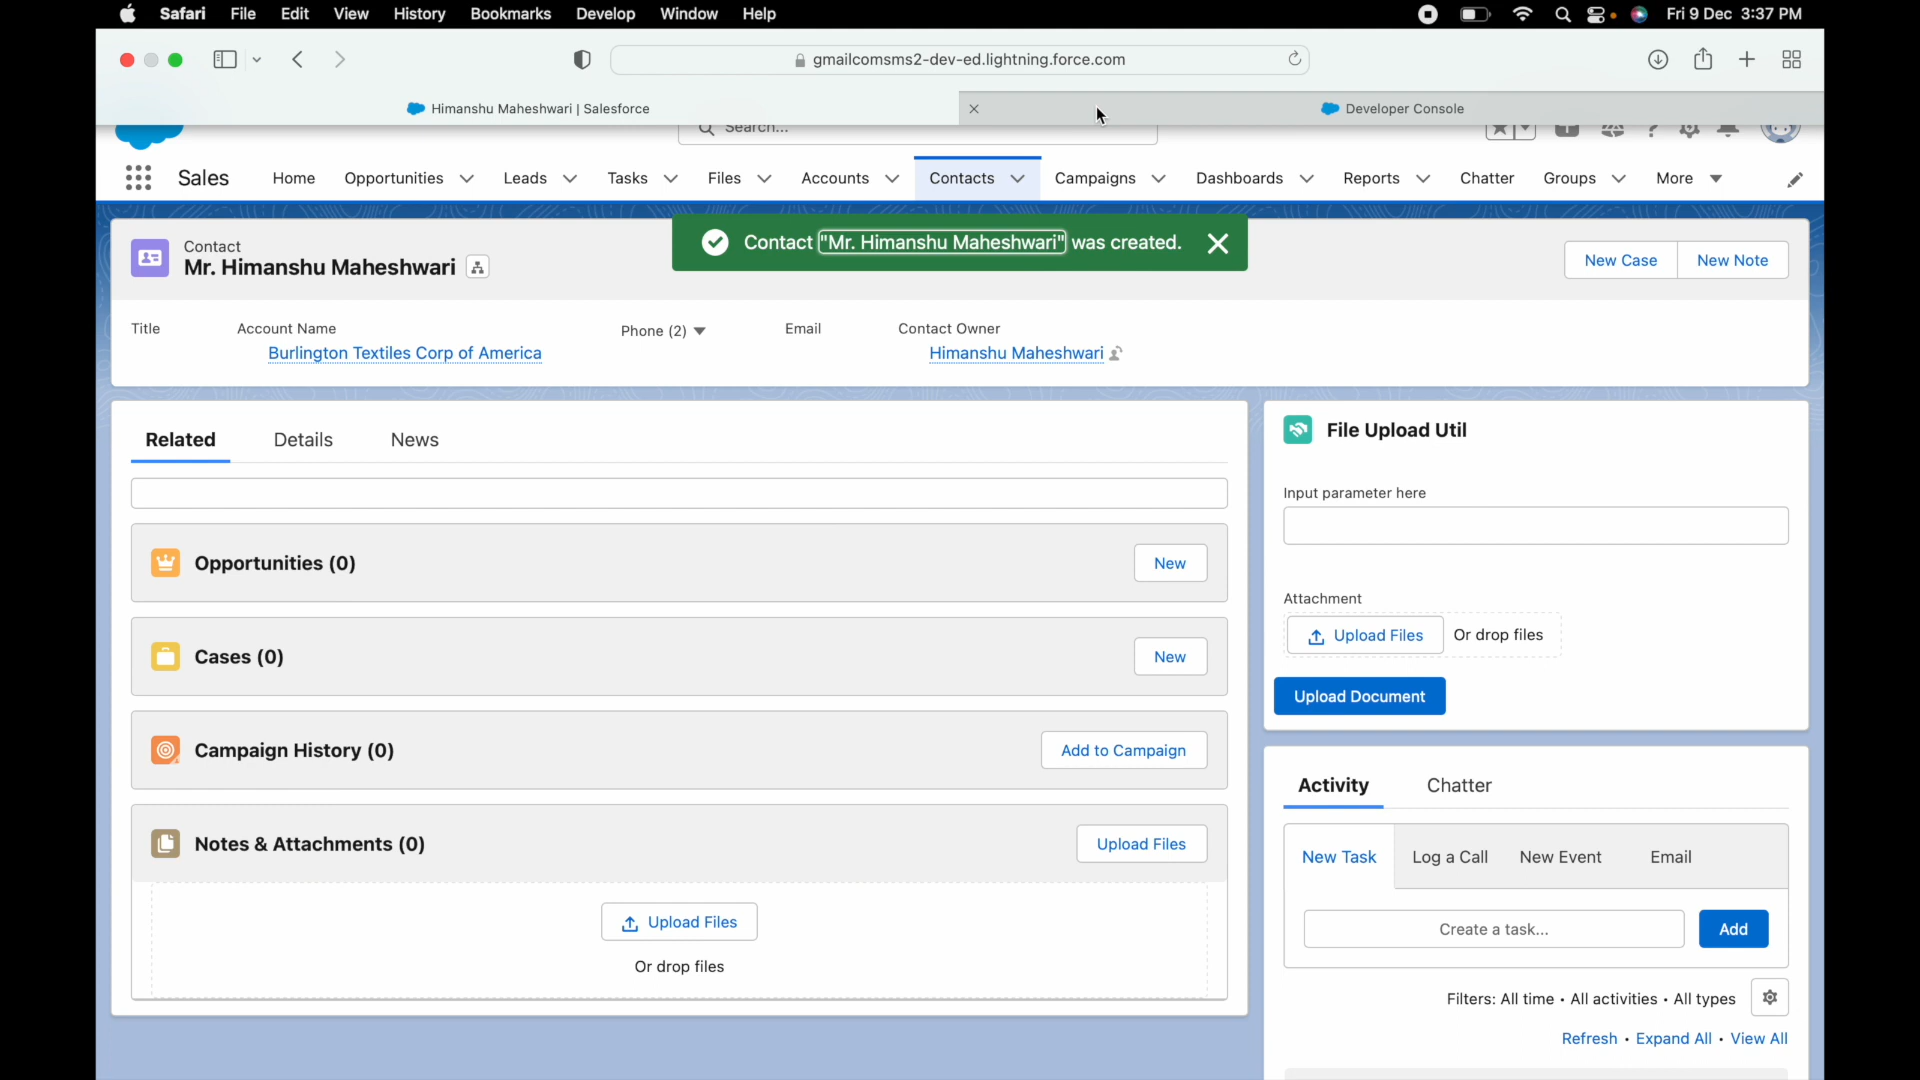 Safari File Edit View History Bookmarks Develop Window Help Fri 9 Dec 3:37 PM
gmailcomsms2-dev-ed.lightning.force.com
Himanshu Maheshwari | Salesforce Developer Console
Search...
Sales Home Opportunities Leads Tasks Files Accounts Contacts Campaigns Dashboards Reports Chatter Groups More
Contact "Mr. Himanshu Maheshwari" was created.
Contact
Mr. Himanshu Maheshwari
New Case New Note
Title Account Name Phone (2) Email Contact Owner
Burlington Textiles Corp of America Himanshu Maheshwari
Related Details News
Opportunities (0) New
Cases (0) New
Campaign History (0) Add to Campaign
Notes & Attachments (0) Upload Files
Upload Files
Or drop files
File Upload Util
Input parameter here
Attachment
Upload Files Or drop files
Upload Document
Activity Chatter
New Task Log a Call New Event Email
Create a task... Add
Filters: All time • All activities • All types
Refresh • Expand All • View All